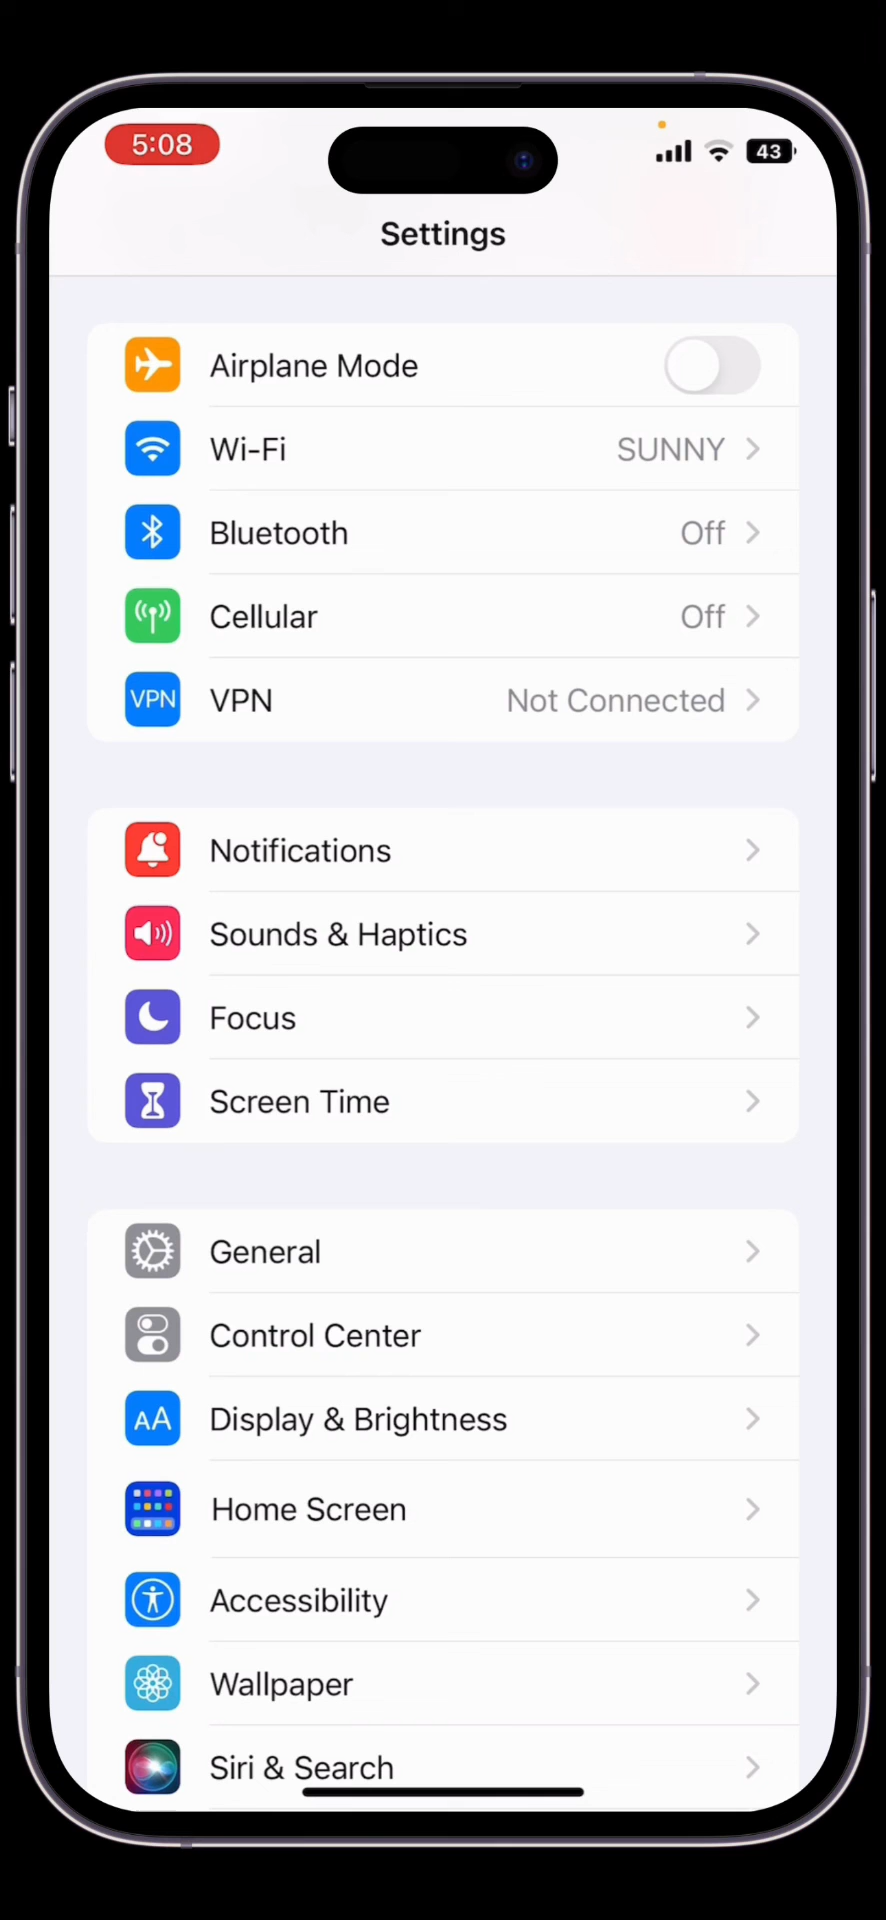 5:08
43
Settings
Airplane Mode
Wi-Fi SUNNY
Bluetooth Off
Cellular Off
VPN VPN Not Connected
Notifications
Sounds & Haptics
Focus
Screen Time
General
Control Center
AA Display & Brightness
Home Screen
Accessibility
Wallpaper
Siri & Search